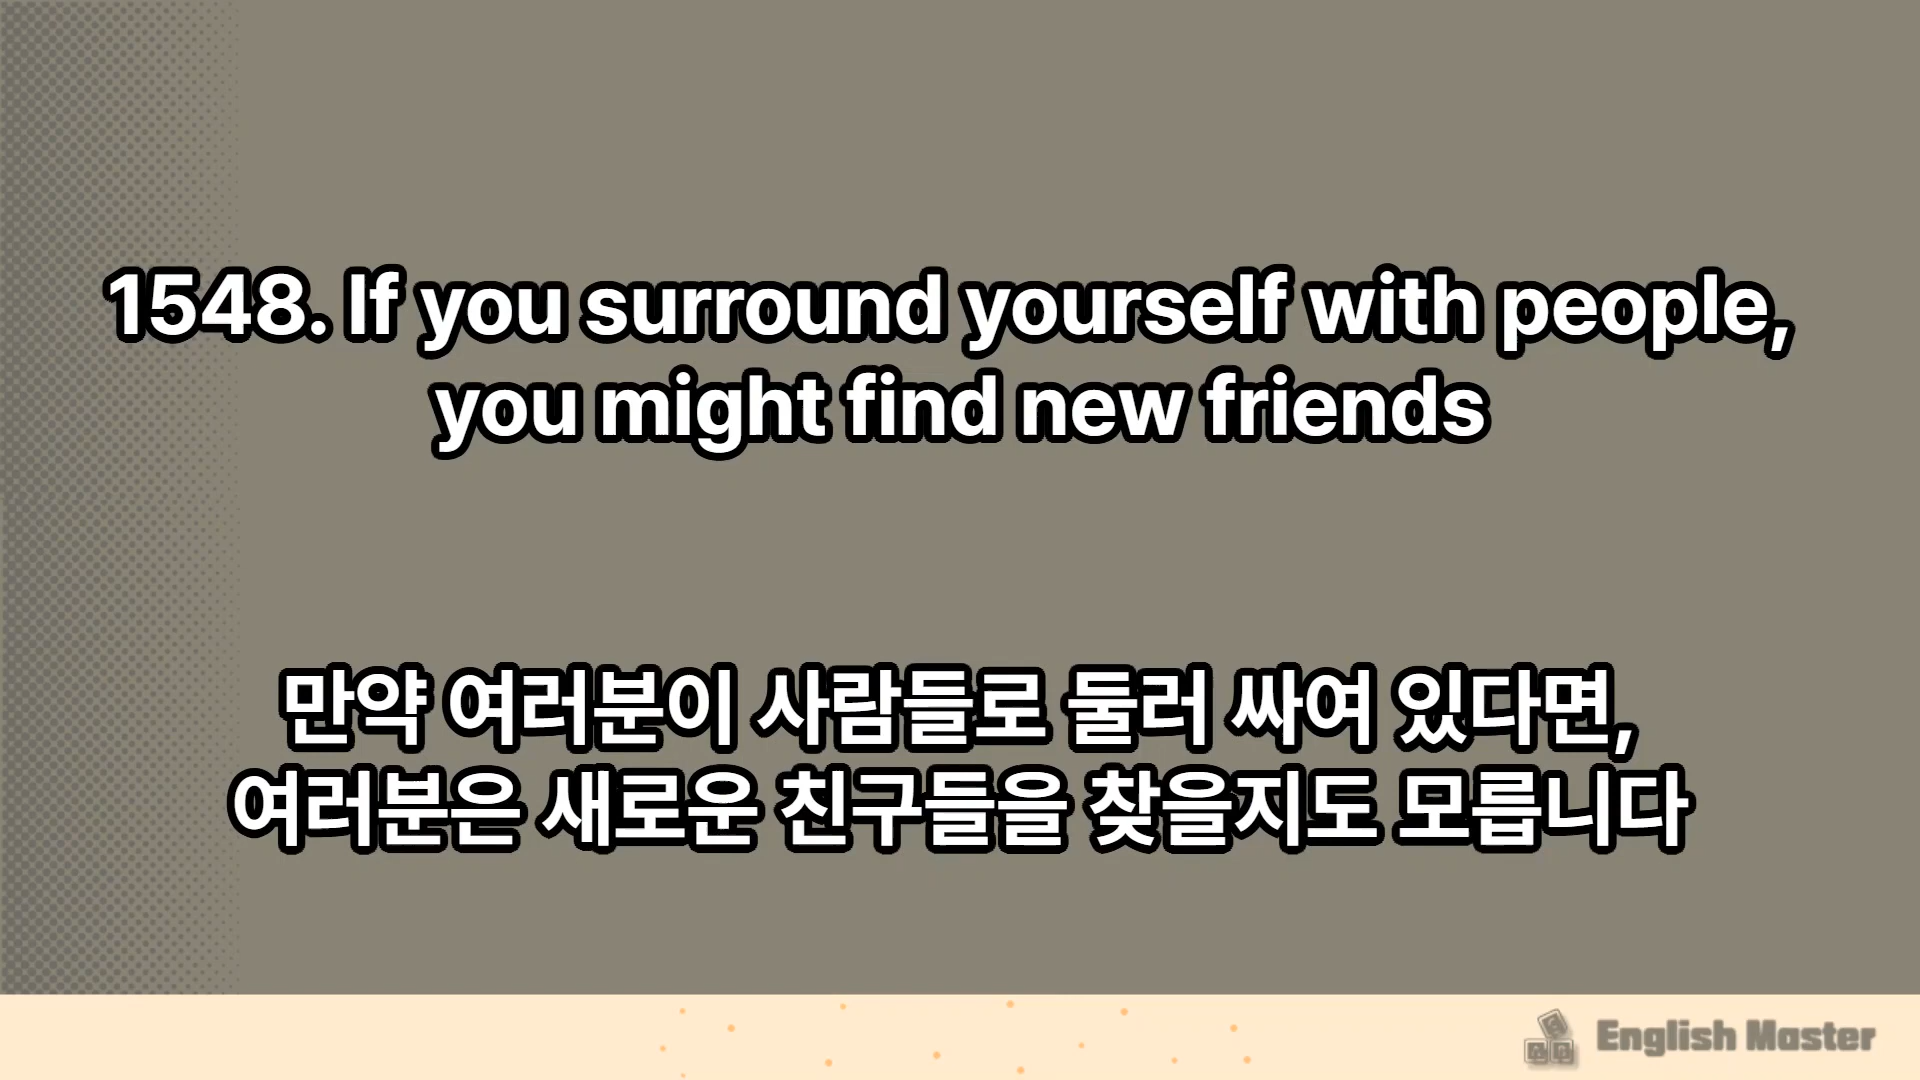 1548. If you surround yourself with people,
you might find new friends
만약 여러분이 사람들로 둘러 싸여 있다면,
여러분은 새로운 친구들을 찾을지도 모릅니다
English Master